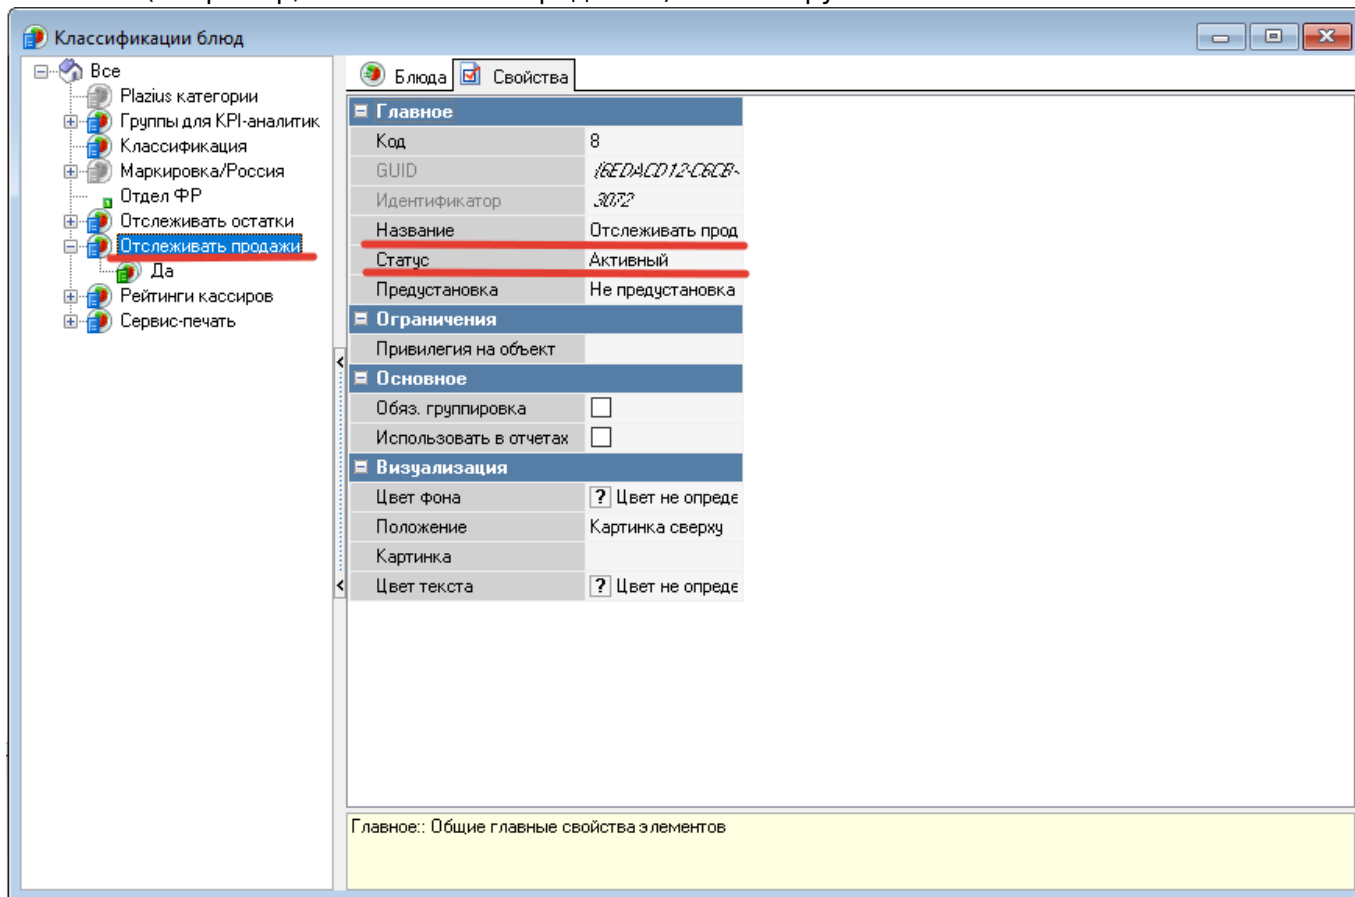 Классификации блюд
Все
Plazius категории
Группы для KPI-аналитик
Классификация
Маркировка/Россия
Отдел ФР
Отслеживать остатки
Отслеживать продажи
Да
Рейтинги кассиров
Сервис-печать
Блюда Свойства
Главное
Код 8
GUID {6EDACD12-C8CB-
Идентификатор 3072
Название Отслеживать прод
Статус Активный
Предустановка Не предустановка
Ограничения
Привилегия на объект
Основное
Обяз. группировка
Использовать в отчетах
Визуализация
Цвет фона ? Цвет не опреде
Положение Картинка сверху
Картинка
Цвет текста ? Цвет не опреде
Главное:: Общие главные свойства элементов